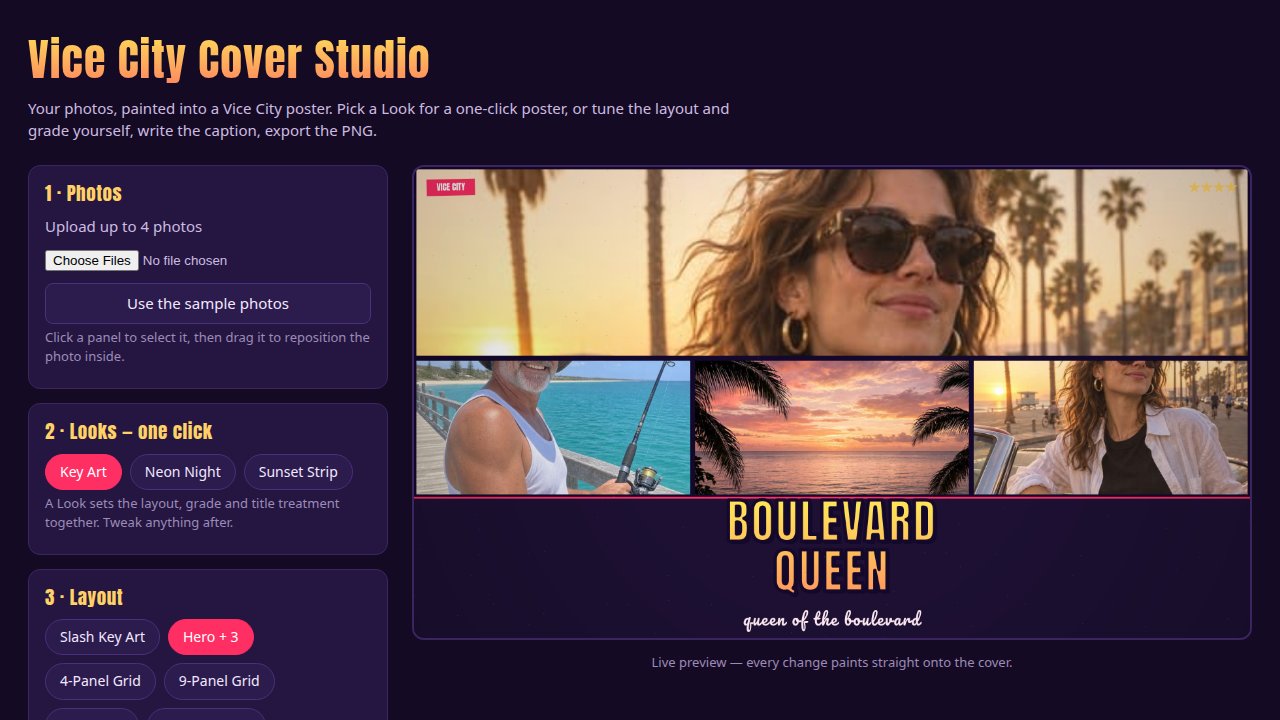 Vice City Cover Studio
Your photos, painted into a Vice City poster. Pick a Look for a one-click poster, or tune the layout and
grade yourself, write the caption, export the PNG.
1 · Photos
Upload up to 4 photos
Choose Files No file chosen
Use the sample photos
Click a panel to select it, then drag it to reposition the
photo inside.
2 · Looks – one click
Key Art
Neon Night
Sunset Strip
A Look sets the layout, grade and title treatment
together. Tweak anything after.
3 · Layout
Slash Key Art
Hero + 3
4-Panel Grid
9-Panel Grid
VICE CITY
★★★★★
BOULEVARD
QUEEN
queen of the boulevard
Live preview — every change paints straight onto the cover.